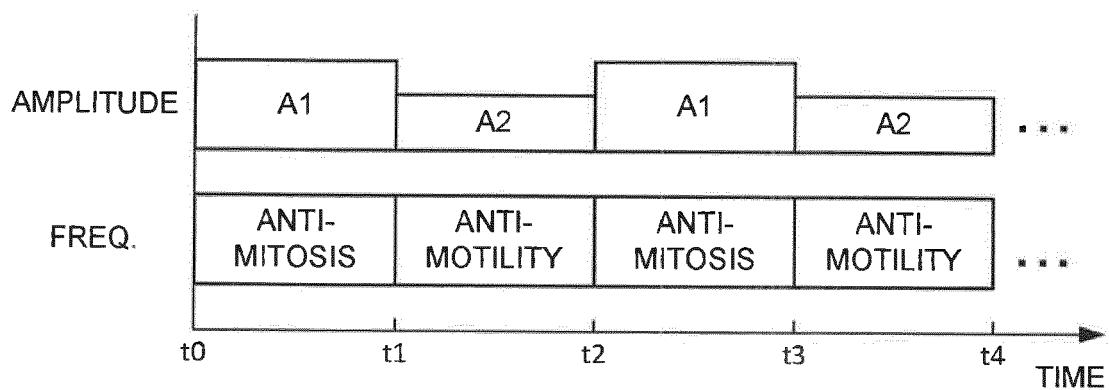 AMPLITUDE
A1
A2
A1
A2
...
FREQ.
ANTI-
MITOSIS
ANTI-
MOTILITY
ANTI-
MITOSIS
ANTI-
MOTILITY
...
t0
t1
t2
t3
t4
TIME